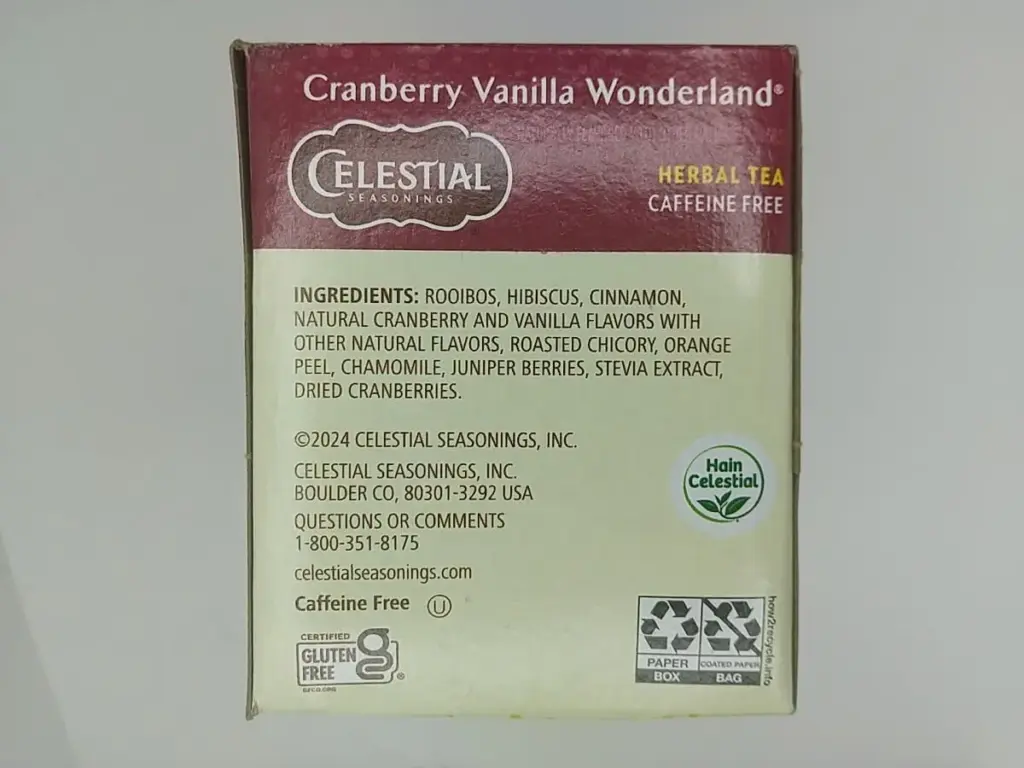 Cranberry Vanilla Wonderland®
CELESTIAL
SEASONINGS
HERBAL TEA
CAFFEINE FREE
INGREDIENTS: ROOIBOS, HIBISCUS, CINNAMON,
NATURAL CRANBERRY AND VANILLA FLAVORS WITH
OTHER NATURAL FLAVORS, ROASTED CHICORY, ORANGE
PEEL, CHAMOMILE, JUNIPER BERRIES, STEVIA EXTRACT,
DRIED CRANBERRIES.
©2024 CELESTIAL SEASONINGS, INC.
CELESTIAL SEASONINGS, INC.
BOULDER CO, 80301-3292 USA
QUESTIONS OR COMMENTS
1-800-351-8175
celestialseasonings.com
Caffeine Free U
Hain
Celestial
CERTIFIED
GLUTEN
FREE
g
®
GFCO.ORG
PAPER
BOX
COATED PAPER
BAG
how2recycle.info